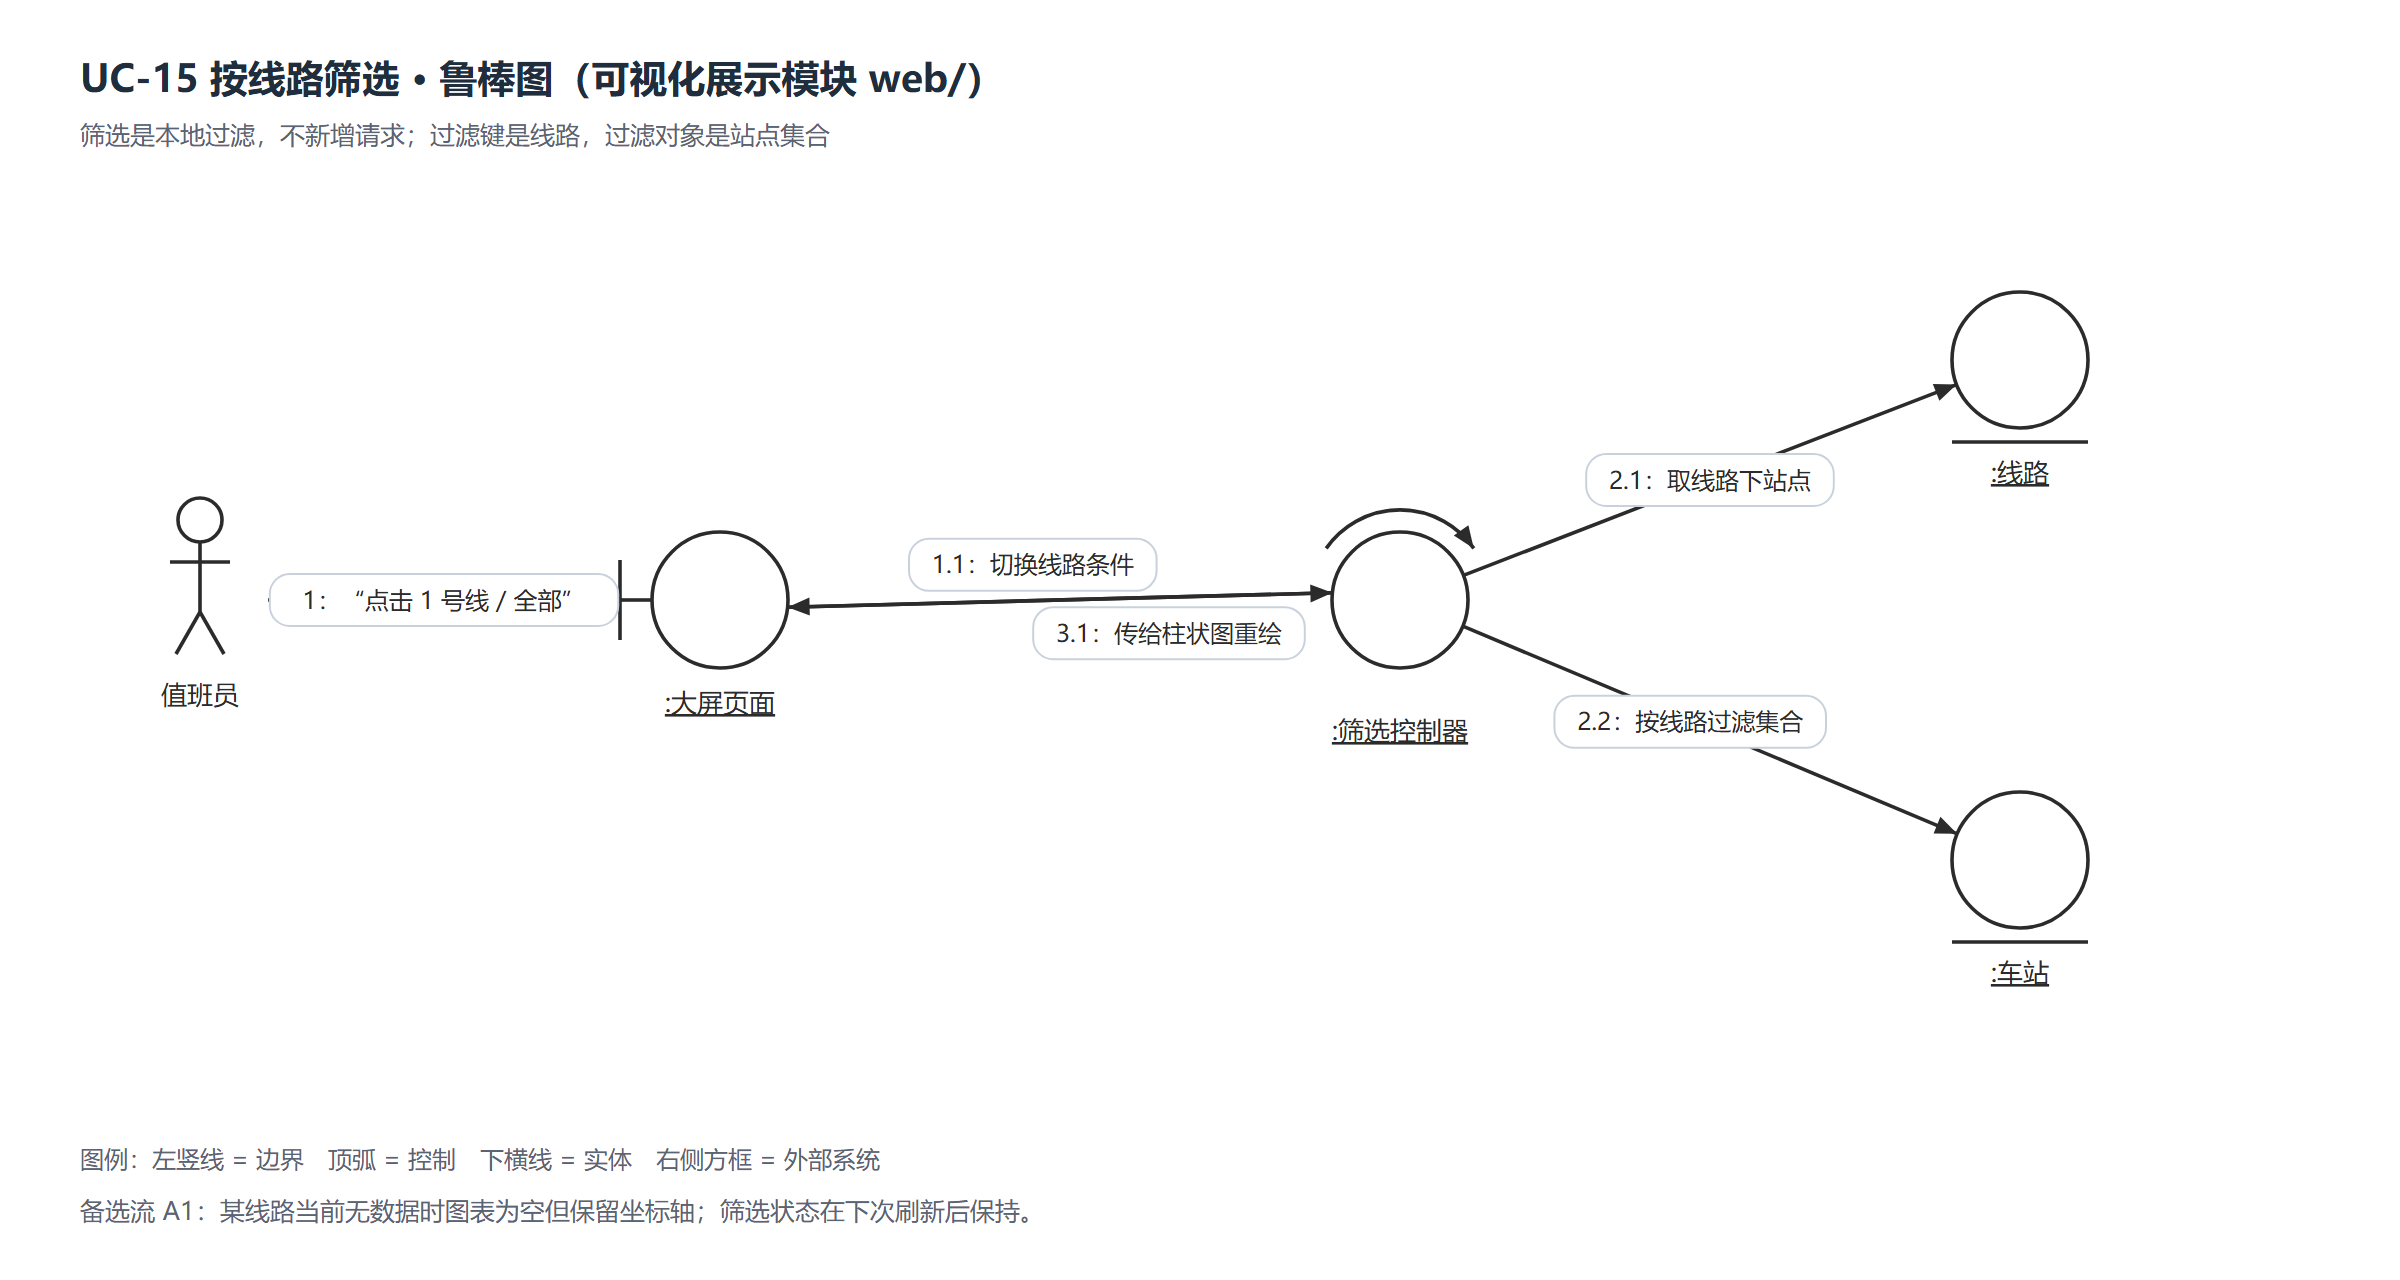 UC-15 按线路筛选 • 鲁棒图（可视化展示模块 web/）
筛选是本地过滤，不新增请求；过滤键是线路，过滤对象是站点集合
:线路
2.1：取线路下站点
1.1：切换线路条件
1：“点击 1 号线 / 全部”
3.1：传给柱状图重绘
值班员
:大屏页面
:筛选控制器
2.2：按线路过滤集合
:车站
图例：左竖线 = 边界　顶弧 = 控制　下横线 = 实体　右侧方框 = 外部系统
备选流 A1：某线路当前无数据时图表为空但保留坐标轴；筛选状态在下次刷新后保持。